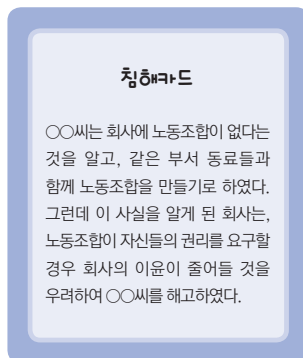 침해카드
○○씨는 회사에 노동조합이 없다는
것을 알고, 같은 부서 동료들과
함께 노동조합을 만들기로 하였다.
그런데 이 사실을 알게 된 회사는,
노동조합이 자신들의 권리를 요구할
경우 회사의 이윤이 줄어들 것을
우려하여 ○○씨를 해고하였다.